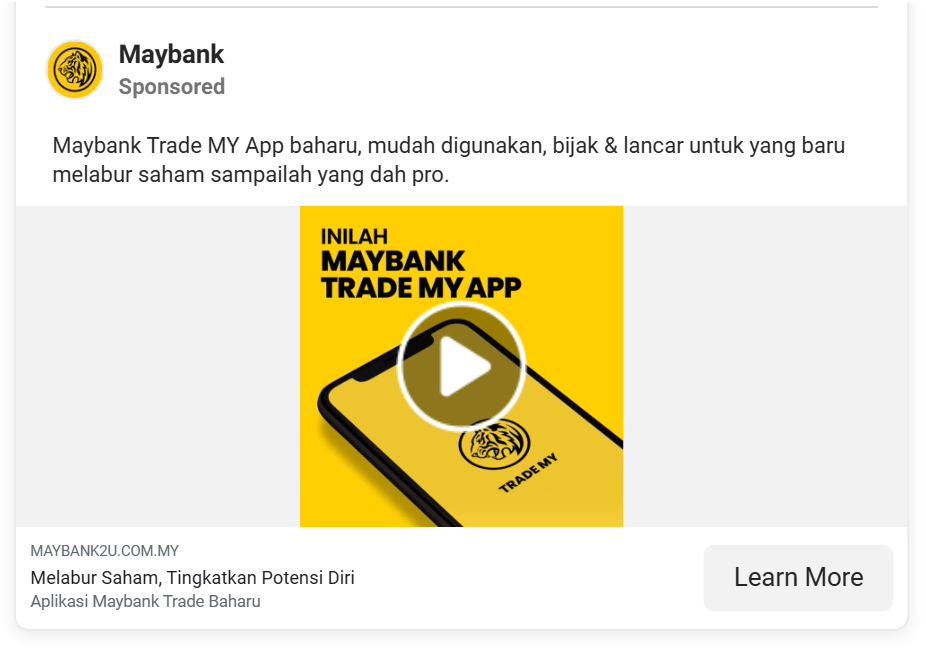 Maybank
Sponsored
Maybank Trade MY App baharu, mudah digunakan, bijak & lancar untuk yang baru
melabur saham sampailah yang dah pro.
INILAH
MAYBANK
TRADE MY APP
TRADE MY
MAYBANK2U.COM.MY
Melabur Saham, Tingkatkan Potensi Diri
Aplikasi Maybank Trade Baharu
Learn More